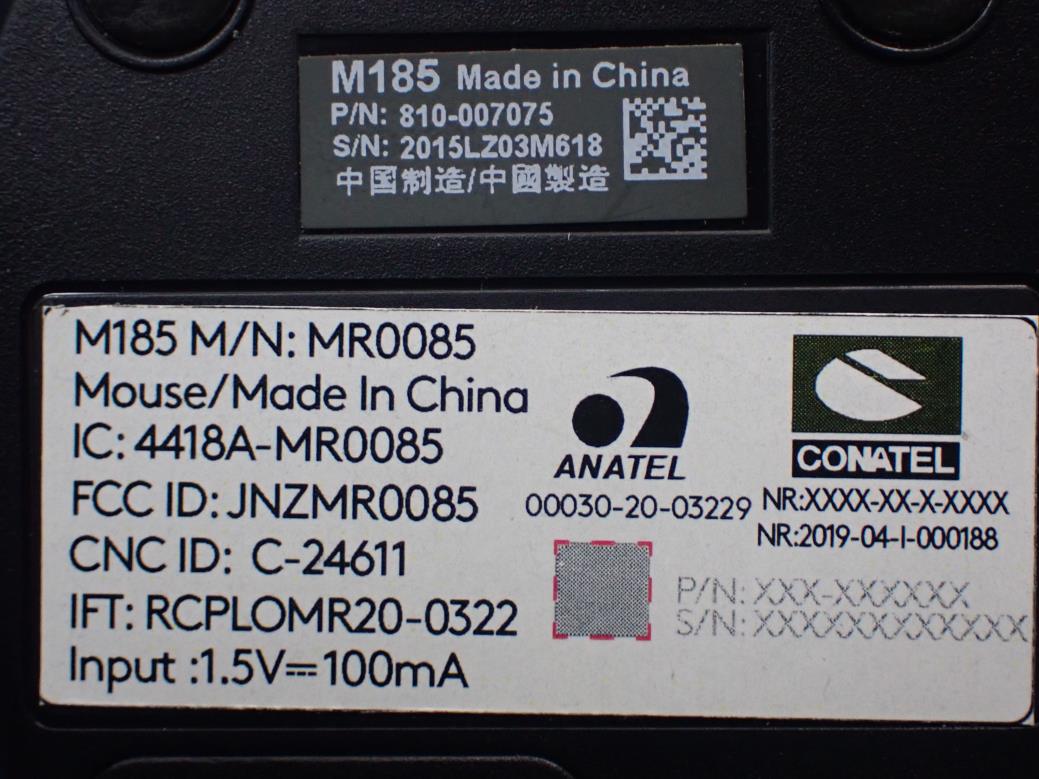 M185 Made in China
P/N: 810-007075
S/N: 2015LZ03M618
中国制造/中國製造
M185 M/N: MR0085
Mouse/Made In China
IC: 4418A-MR0085
FCC ID: JNZMR0085
CNC ID: C-24611
IFT: RCPLOMR20-0322
Input :1.5V⎓100mA
ANATEL
00030-20-03229
CONATEL
NR:XXXX-XX-X-XXXX
NR:2019-04-I-000188
P/N: XXX-XXXXXX
S/N: XXXXXXXXXXXX